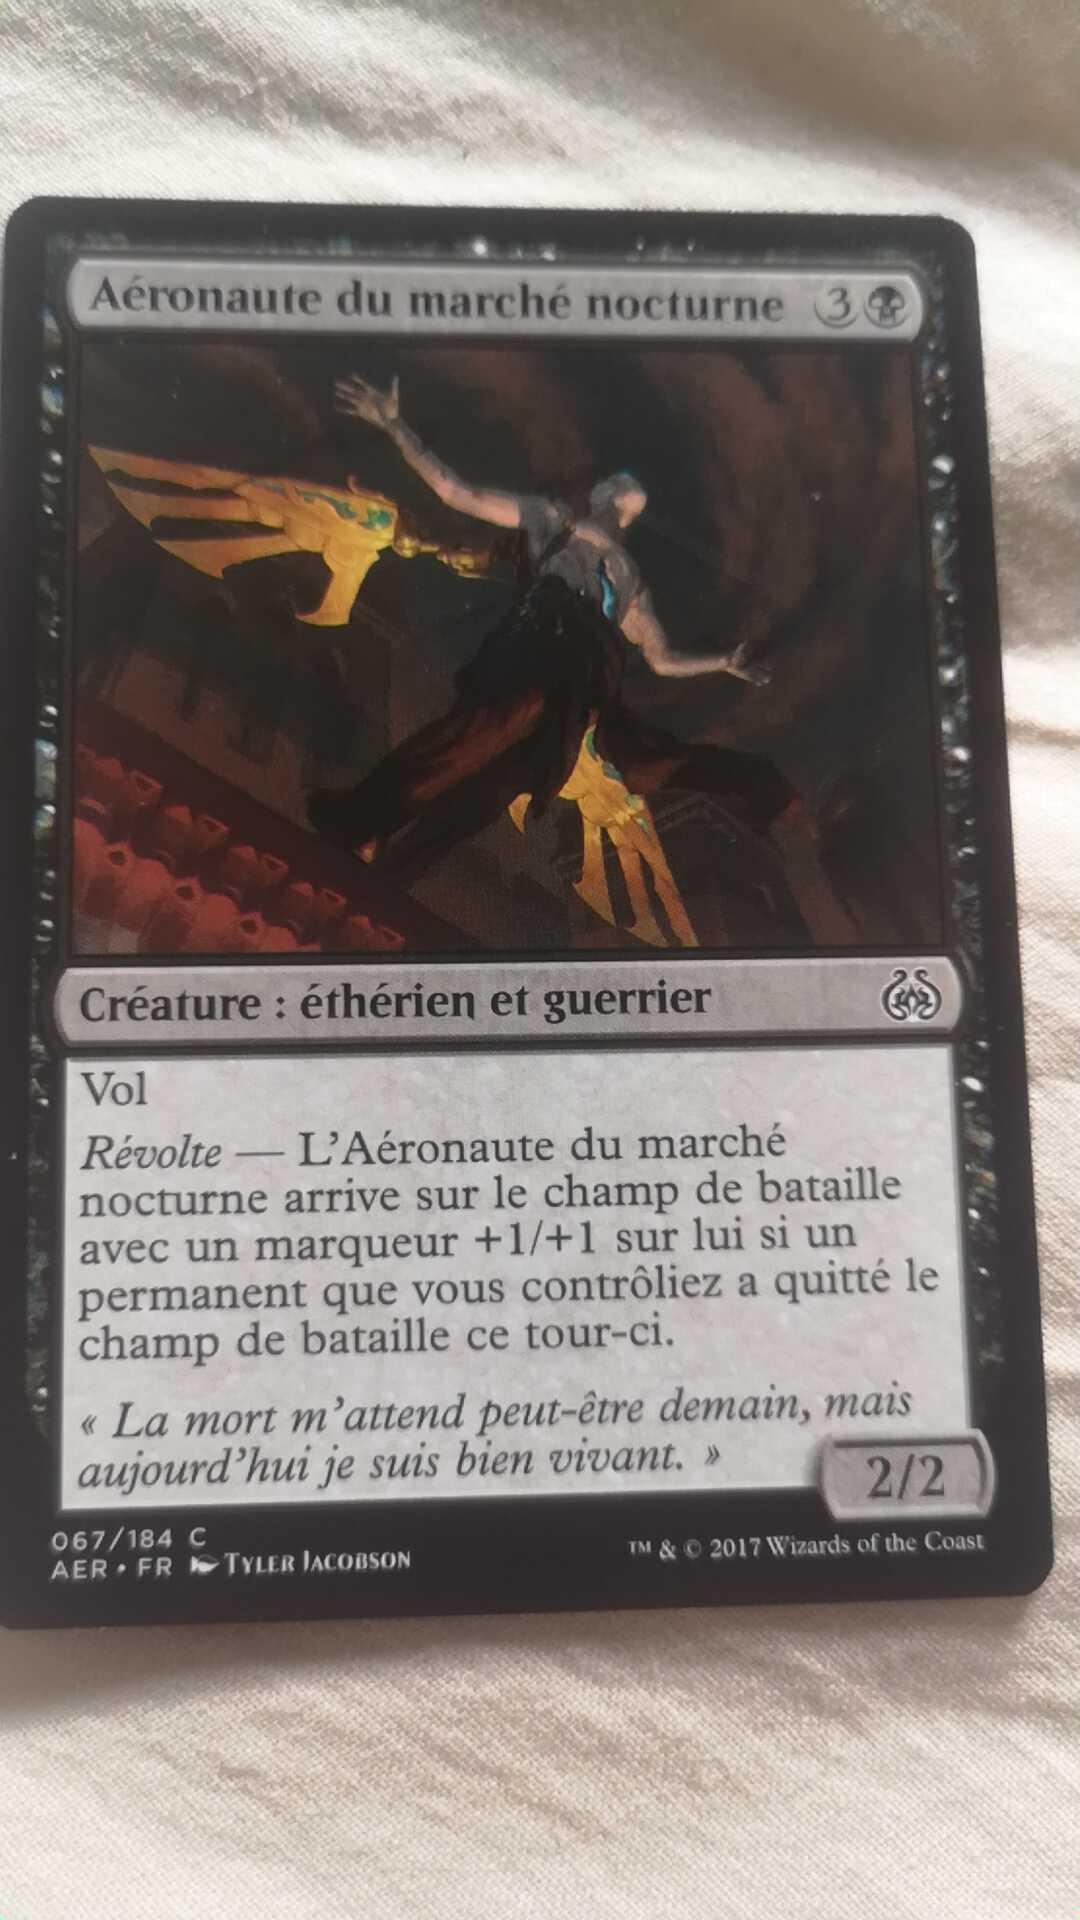 Aéronaute du marché nocturne 3
Créature : éthérien et guerrier
Vol
Révolte — L'Aéronaute du marché
nocturne arrive sur le champ de bataille
avec un marqueur +1/+1 sur lui si un
permanent que vous contrôliez a quitté le
champ de bataille ce tour-ci.
« La mort m'attend peut-être demain, mais
aujourd'hui je suis bien vivant. »
2/2
067/184 C
AER • FR Tyler Jacobson
™ & © 2017 Wizards of the Coast